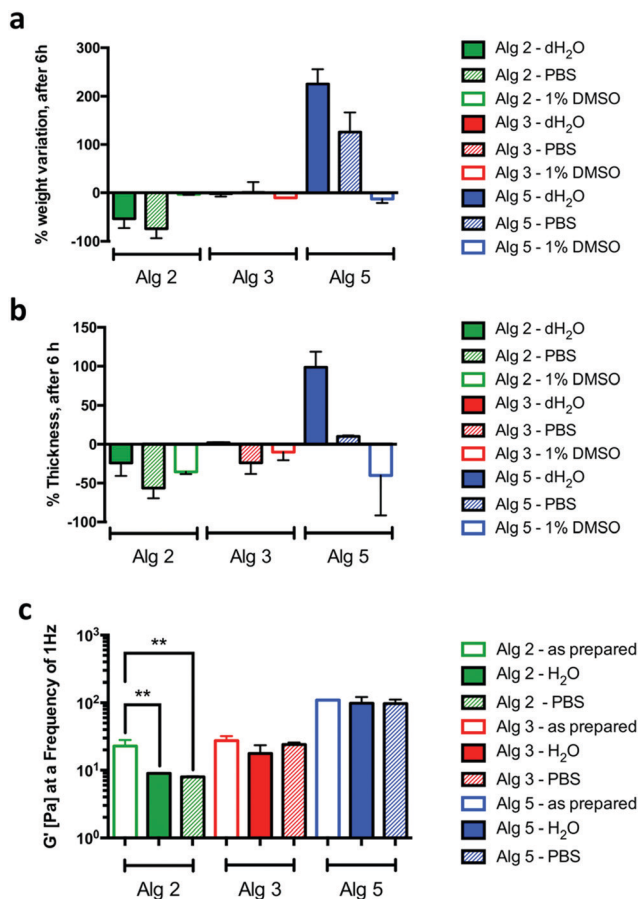 a
% weight variation, after 6h
300
200
100
0
-100
Alg 2
Alg 3
Alg 5
Alg 2 - dH₂O
Alg 2 - PBS
Alg 2 - 1% DMSO
Alg 3 - dH₂O
Alg 3 - PBS
Alg 3 - 1% DMSO
Alg 5 - dH₂O
Alg 5 - PBS
Alg 5 - 1% DMSO
b
% Thickness, after 6 h
150
100
50
0
-50
-100
Alg 2
Alg 3
Alg 5
Alg 2 - dH₂O
Alg 2 - PBS
Alg 2 - 1% DMSO
Alg 3 - dH₂O
Alg 3 - PBS
Alg 3 - 1% DMSO
Alg 5 - dH₂O
Alg 5 - PBS
Alg 5 - 1% DMSO
c
G' [Pa] at a Frequency of 1Hz
10³
10²
10¹
10⁰
**
**
Alg 2
Alg 3
Alg 5
Alg 2 - as prepared
Alg 2 - H₂O
Alg 2 - PBS
Alg 3 - as prepared
Alg 3 - H₂O
Alg 3 - PBS
Alg 5 - as prepared
Alg 5 - H₂O
Alg 5 - PBS